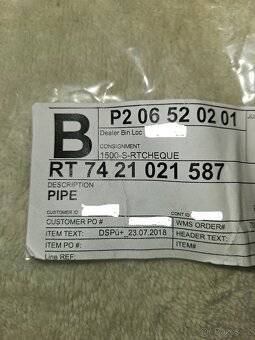 B
P2 06 52 02 01
Dealer Bin Loc
CONSIGNMENT
1500-S-RTCHEQUE
RT 74 21 021 587
DESCRIPTION
PIPE
CUSTOMER ID
CONT ID
CUSTOMER PO #
WMS ORDER#
ITEM TEXT: DSPú+_23.07.2018
HEADER TEXT:
ITEM PO #:
ITEM#
Line REF: